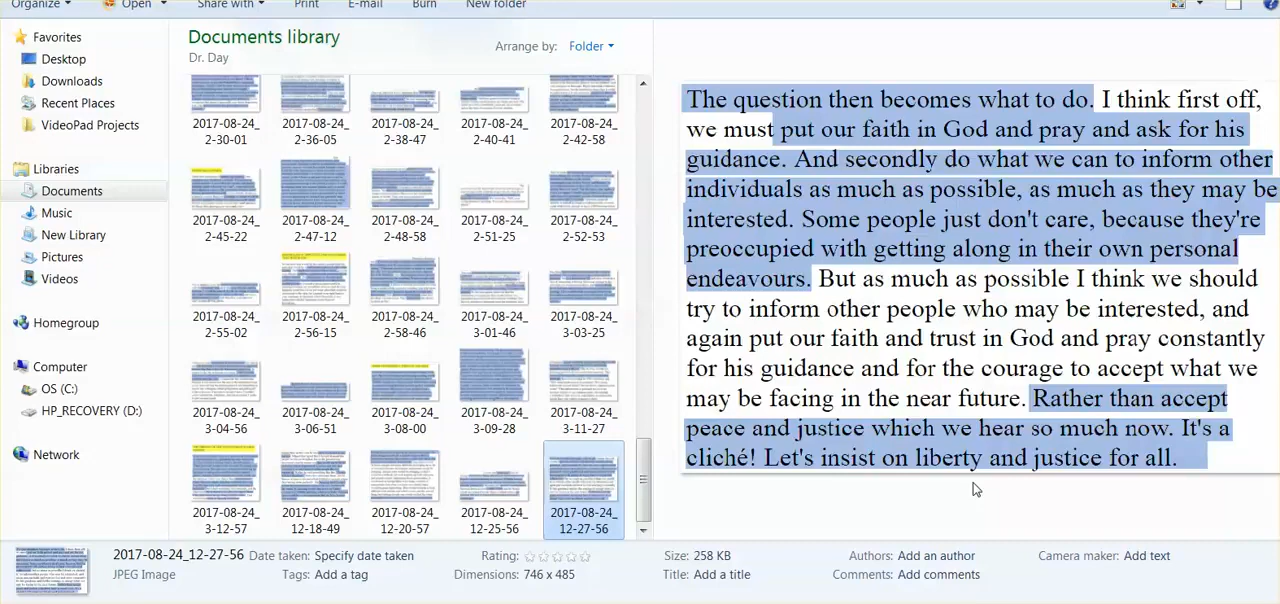 Organize Open Share with Print E-mail Burn New folder
Favorites
Desktop
Downloads
Recent Places
VideoPad Projects
Libraries
Documents
Music
New Library
Pictures
Videos
Homegroup
Computer
OS (C:)
HP_RECOVERY (D:)
Network
Documents library
Dr. Day
Arrange by: Folder
2017-08-24_ 2017-08-24_ 2017-08-24_ 2017-08-24_ 2017-08-24_
2-30-01 2-36-05 2-38-47 2-40-41 2-42-58
2017-08-24_ 2017-08-24_ 2017-08-24_ 2017-08-24_ 2017-08-24_
2-45-22 2-47-12 2-48-58 2-51-25 2-52-53
2017-08-24_ 2017-08-24_ 2017-08-24_ 2017-08-24_ 2017-08-24_
2-55-02 2-56-15 2-58-46 3-01-46 3-03-25
2017-08-24_ 2017-08-24_ 2017-08-24_ 2017-08-24_ 2017-08-24_
3-04-56 3-06-51 3-08-00 3-09-28 3-11-27
2017-08-24_ 2017-08-24_ 2017-08-24_ 2017-08-24_ 2017-08-24_
3-12-57 12-18-49 12-20-57 12-25-56 12-27-56
The question then becomes what to do. I think first off,
we must put our faith in God and pray and ask for his
guidance. And secondly do what we can to inform other
individuals as much as possible, as much as they may be
interested. Some people just don't care, because they're
preoccupied with getting along in their own personal
endeavours. But as much as possible I think we should
try to inform other people who may be interested, and
again put our faith and trust in God and pray constantly
for his guidance and for the courage to accept what we
may be facing in the near future. Rather than accept
peace and justice which we hear so much now. It's a
cliché! Let's insist on liberty and justice for all.
2017-08-24_12-27-56 Date taken: Specify date taken Rating: Size: 258 Authors: Add an author Camera maker: Add text
JPEG Image Tags: Add a tag Dimensions: 746 x 485 Title: Add a Comments: Add comments